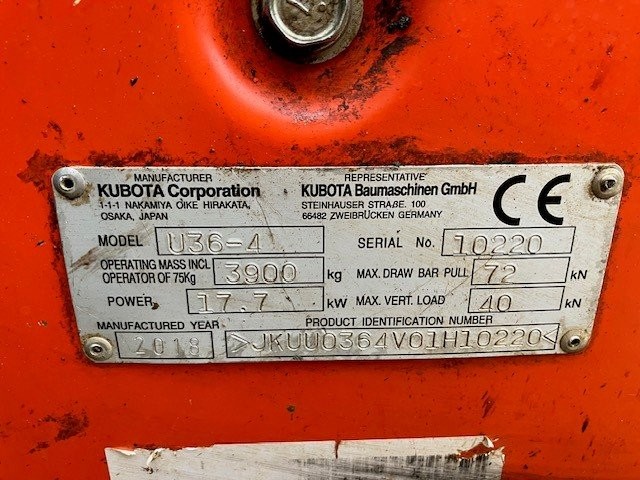 MANUFACTURER
KUBOTA Corporation
1-1-1 NAKAMIYA OIKE HIRAKATA,
OSAKA, JAPAN
REPRESENTATIVE
KUBOTA Baumaschinen GmbH
STEINHAUSER STRAßE. 100
66482 ZWEIBRÜCKEN GERMANY
CE
MODEL U36-4 SERIAL No. 10220
OPERATING MASS INCL
OPERATOR OF 75Kg 3900 kg MAX. DRAW BAR PULL 72 kN
POWER 17.7 kW MAX. VERT. LOAD 40 kN
MANUFACTURED YEAR PRODUCT IDENTIFICATION NUMBER
2018 >JKUU0364V01H10220<